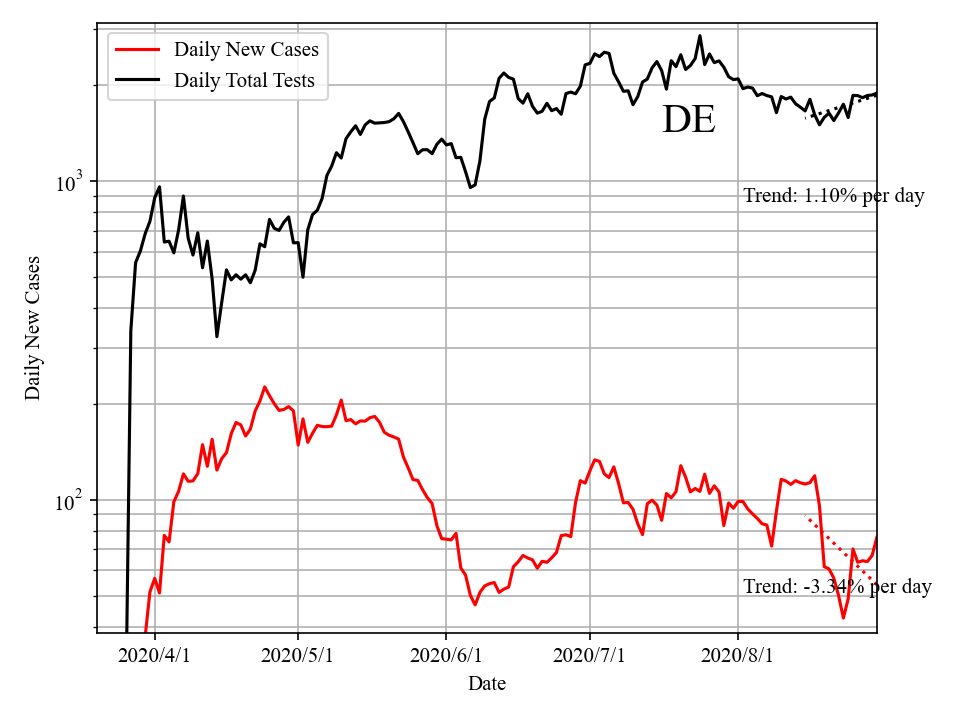 Daily New Cases
Daily Total Tests
DE
10³
Trend: 1.10% per day
Daily New Cases
10²
Trend: -3.34% per day
2020/4/1 2020/5/1 2020/6/1 2020/7/1 2020/8/1
Date